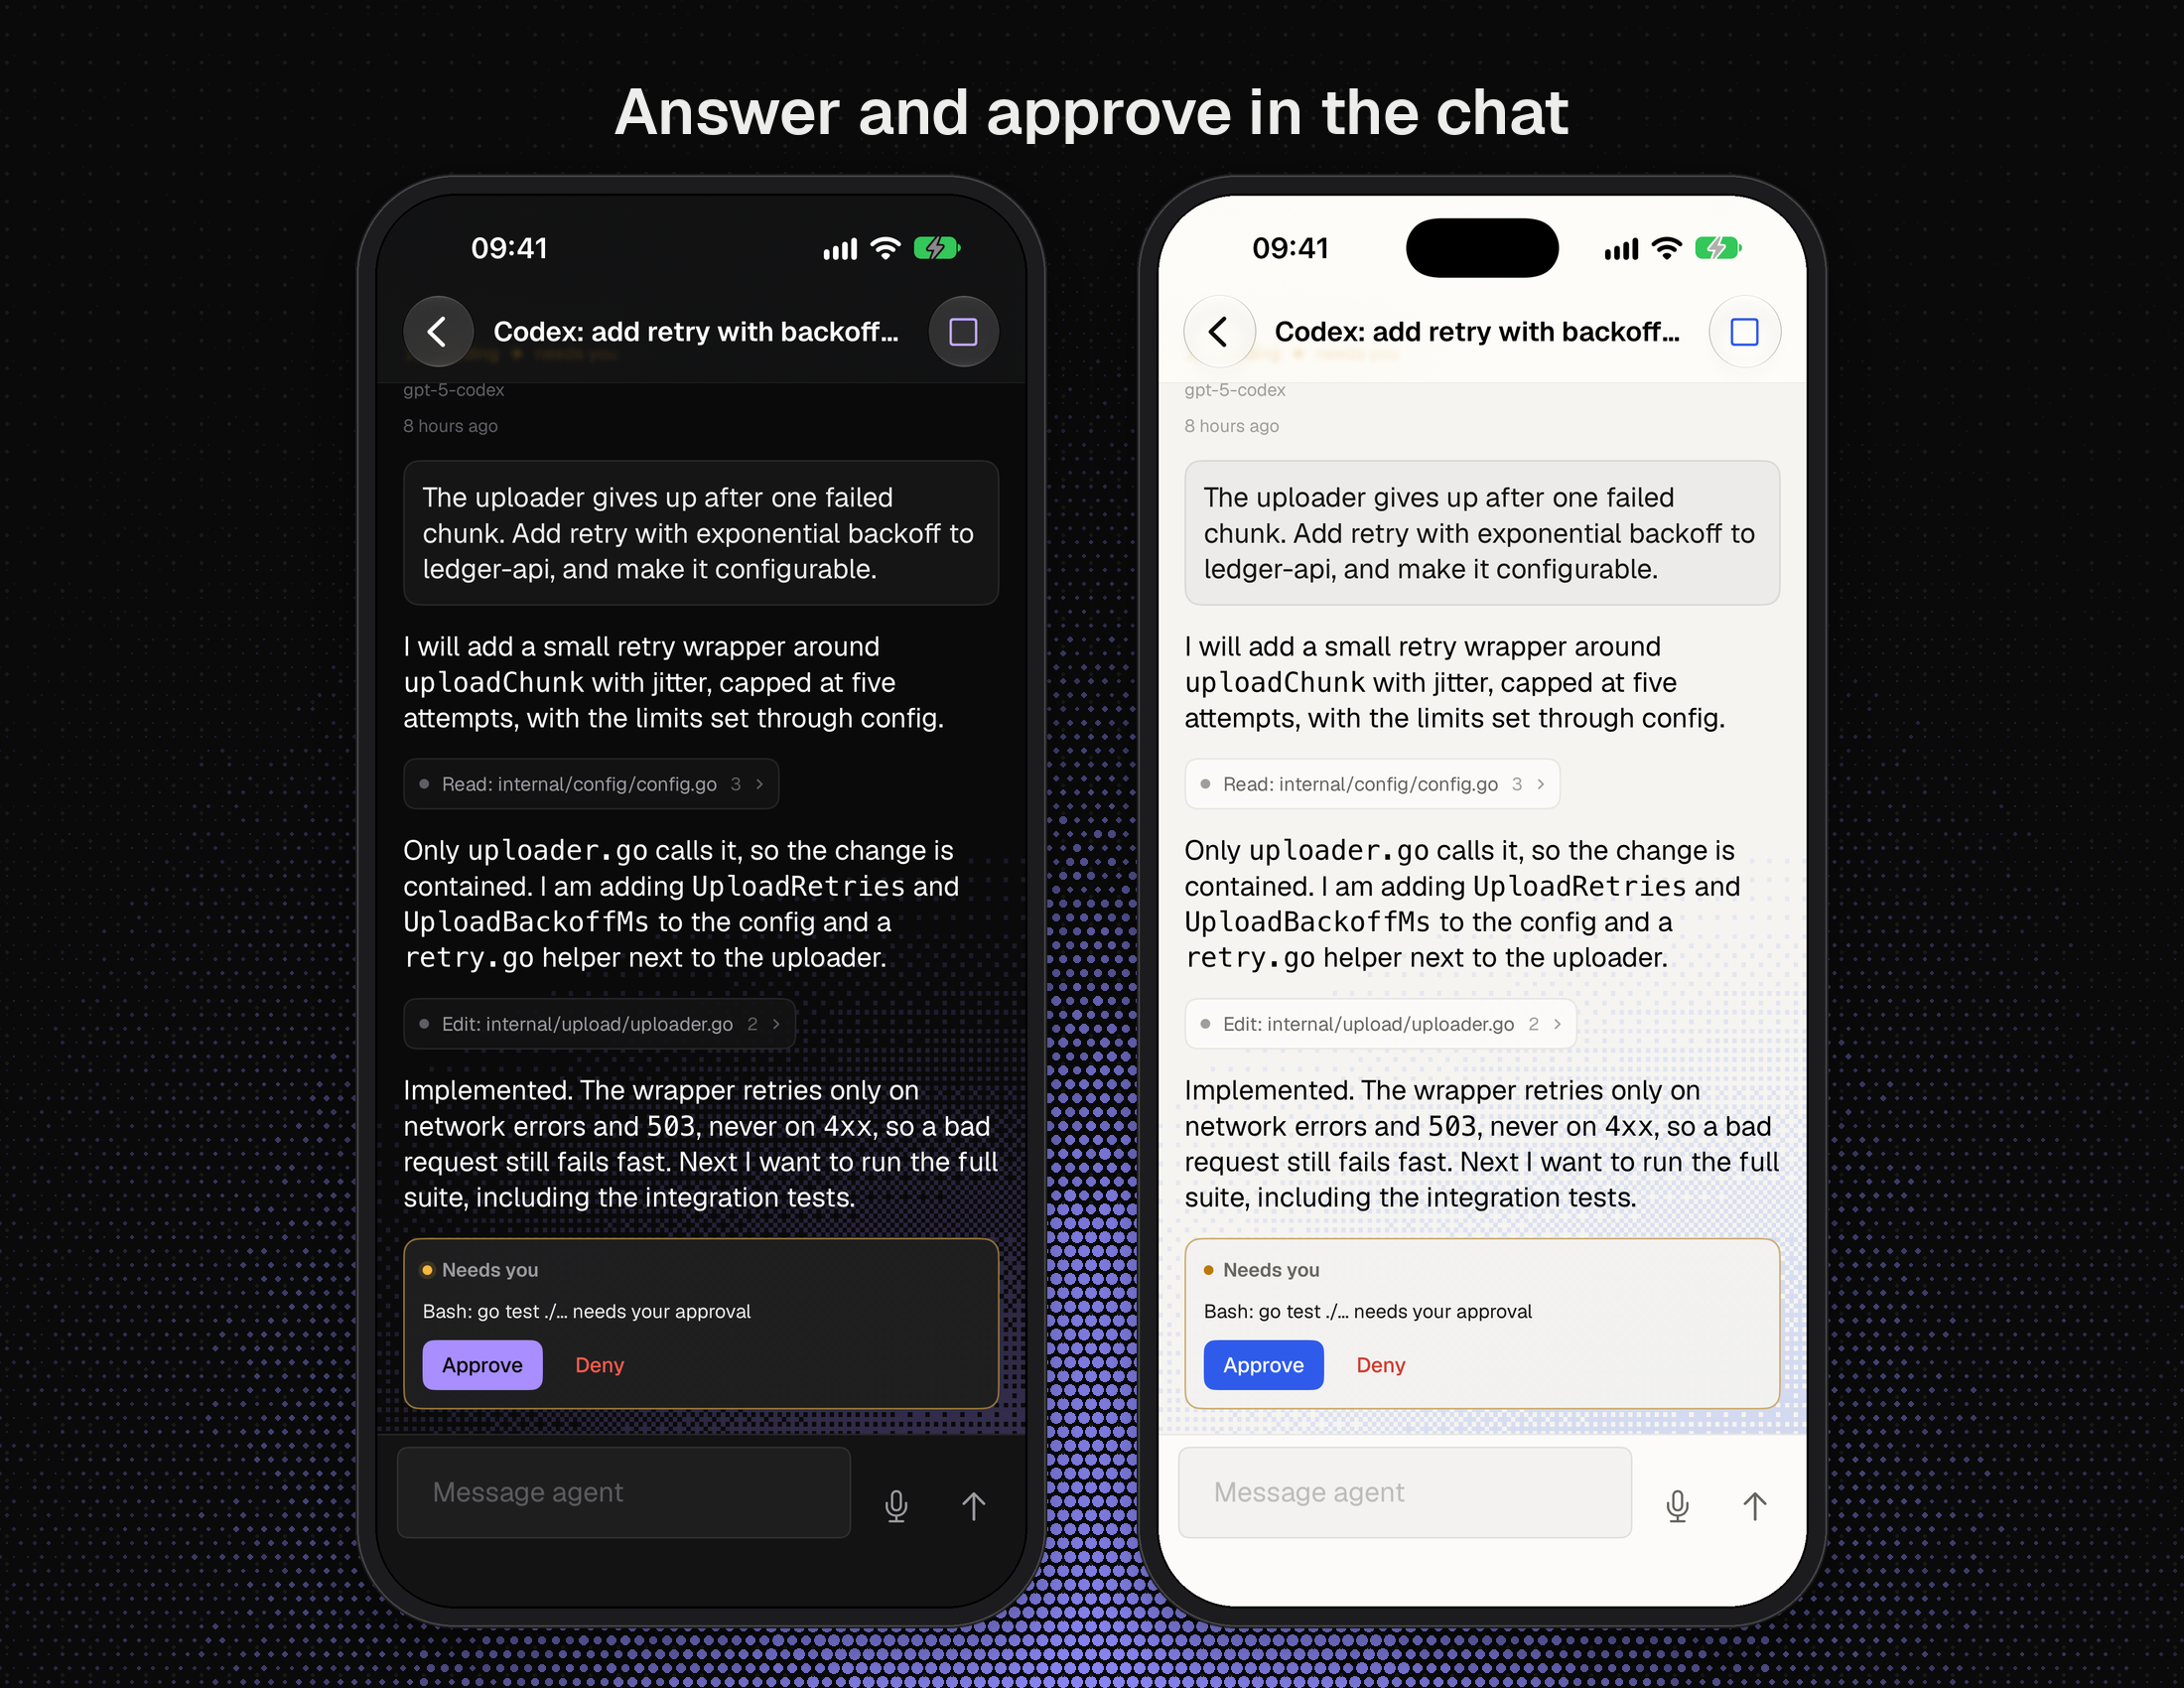 Answer and approve in the chat
09:41
Codex: add retry with backoff...
needs you
gpt-5-codex
8 hours ago
The uploader gives up after one failed
chunk. Add retry with exponential backoff to
ledger-api, and make it configurable.
I will add a small retry wrapper around
uploadChunk with jitter, capped at five
attempts, with the limits set through config.
Read: internal/config/config.go 3
Only uploader.go calls it, so the change is
contained. I am adding UploadRetries and
UploadBackoffMs to the config and a
retry.go helper next to the uploader.
Edit: internal/upload/uploader.go 2
Implemented. The wrapper retries only on
network errors and 503, never on 4xx, so a bad
request still fails fast. Next I want to run the full
suite, including the integration tests.
Needs you
Bash: go test ./... needs your approval
Approve Deny
Message agent
09:41
Codex: add retry with backoff...
needs you
gpt-5-codex
8 hours ago
The uploader gives up after one failed
chunk. Add retry with exponential backoff to
ledger-api, and make it configurable.
I will add a small retry wrapper around
uploadChunk with jitter, capped at five
attempts, with the limits set through config.
Read: internal/config/config.go 3
Only uploader.go calls it, so the change is
contained. I am adding UploadRetries and
UploadBackoffMs to the config and a
retry.go helper next to the uploader.
Edit: internal/upload/uploader.go 2
Implemented. The wrapper retries only on
network errors and 503, never on 4xx, so a bad
request still fails fast. Next I want to run the full
suite, including the integration tests.
Needs you
Bash: go test ./... needs your approval
Approve Deny
Message agent